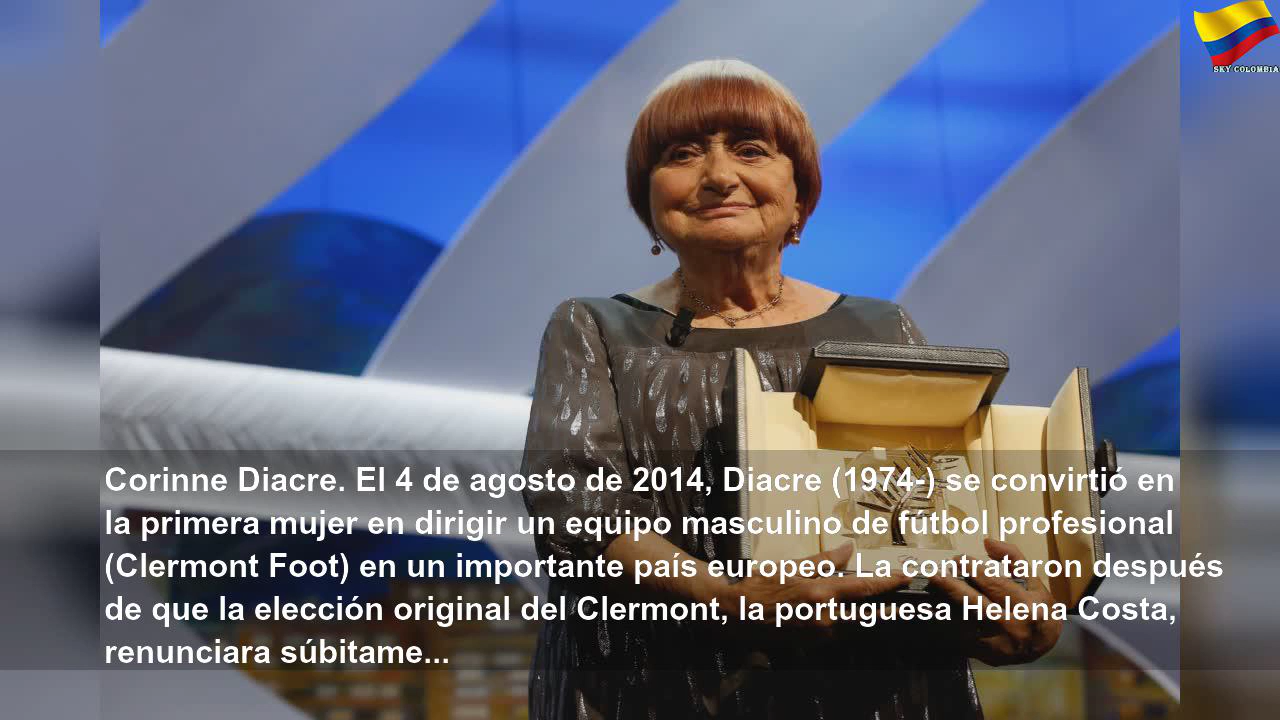 SKY COLOMBIA
Corinne Diacre. El 4 de agosto de 2014, Diacre (1974-) se convirtió en
la primera mujer en dirigir un equipo masculino de fútbol profesional
(Clermont Foot) en un importante país europeo. La contrataron después
de que la elección original del Clermont, la portuguesa Helena Costa,
renunciara súbitame...